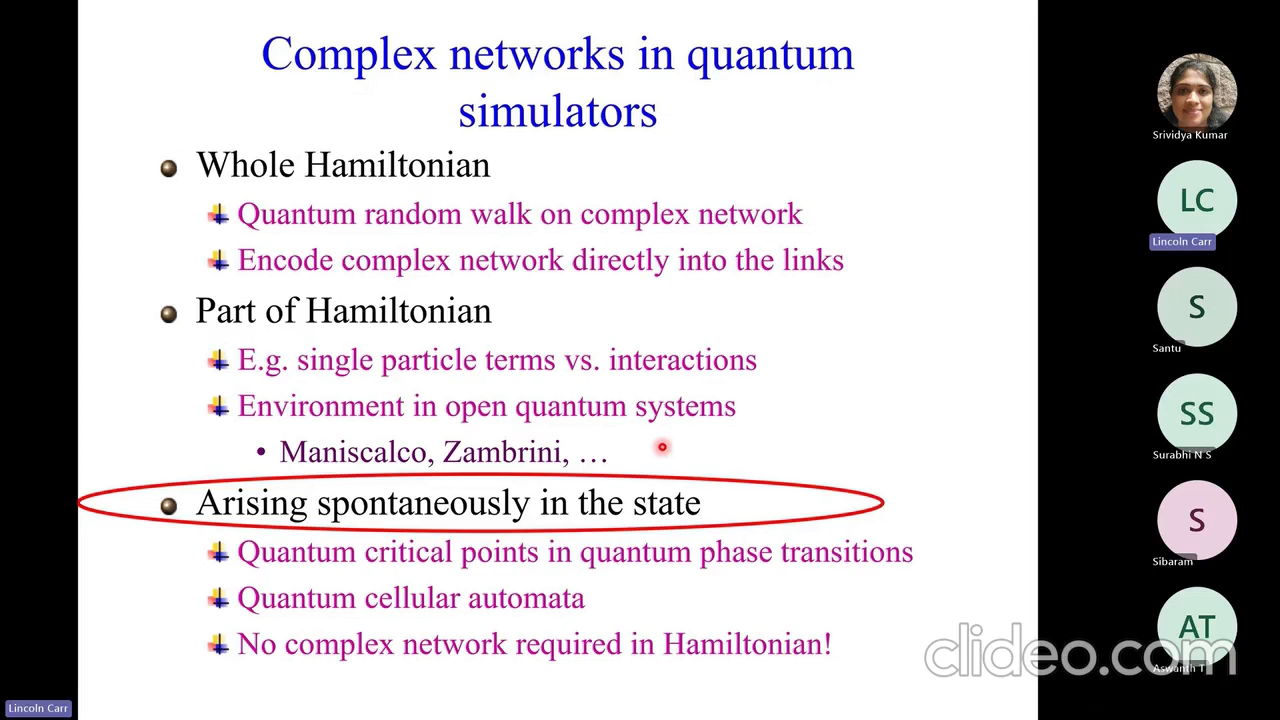 Complex networks in quantum
simulators
Whole Hamiltonian
Quantum random walk on complex network
Encode complex network directly into the links
Part of Hamiltonian
E.g. single particle terms vs. interactions
Environment in open quantum systems
• Maniscalco, Zambrini, …
Arising spontaneously in the state
Quantum critical points in quantum phase transitions
Quantum cellular automata
No complex network required in Hamiltonian!
Srividya Kumar
LC
Lincoln Carr
S
Santu
SS
Surabhi N S
S
Sibaram
AT
Aswanth T
clideo.com
Lincoln Carr